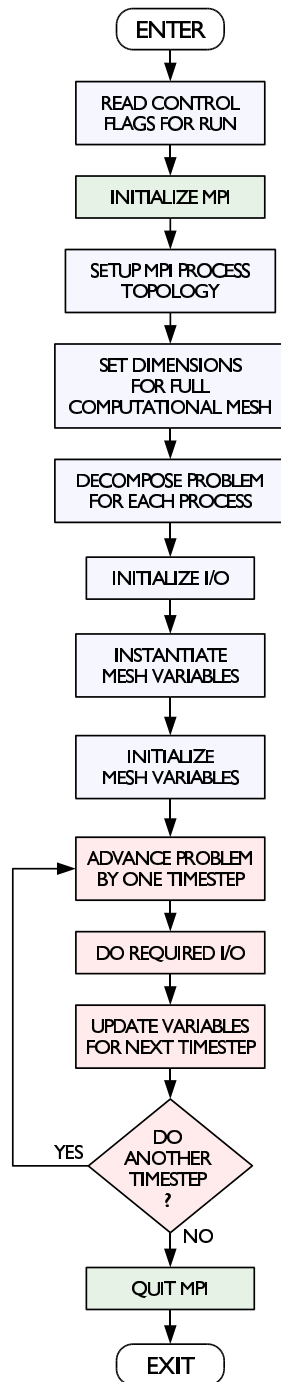 ENTER
READ CONTROL
FLAGS FOR RUN
INITIALIZE MPI
SETUP MPI PROCESS
TOPOLOGY
SET DIMENSIONS
FOR FULL
COMPUTATIONAL MESH
DECOMPOSE PROBLEM
FOR EACH PROCESS
INITIALIZE I/O
INSTANTIATE
MESH VARIABLES
INITIALIZE
MESH VARIABLES
ADVANCE PROBLEM
BY ONE TIMESTEP
DO REQUIRED I/O
UPDATE VARIABLES
FOR NEXT TIMESTEP
YES
DO
ANOTHER
TIMESTEP
?
NO
QUIT MPI
EXIT